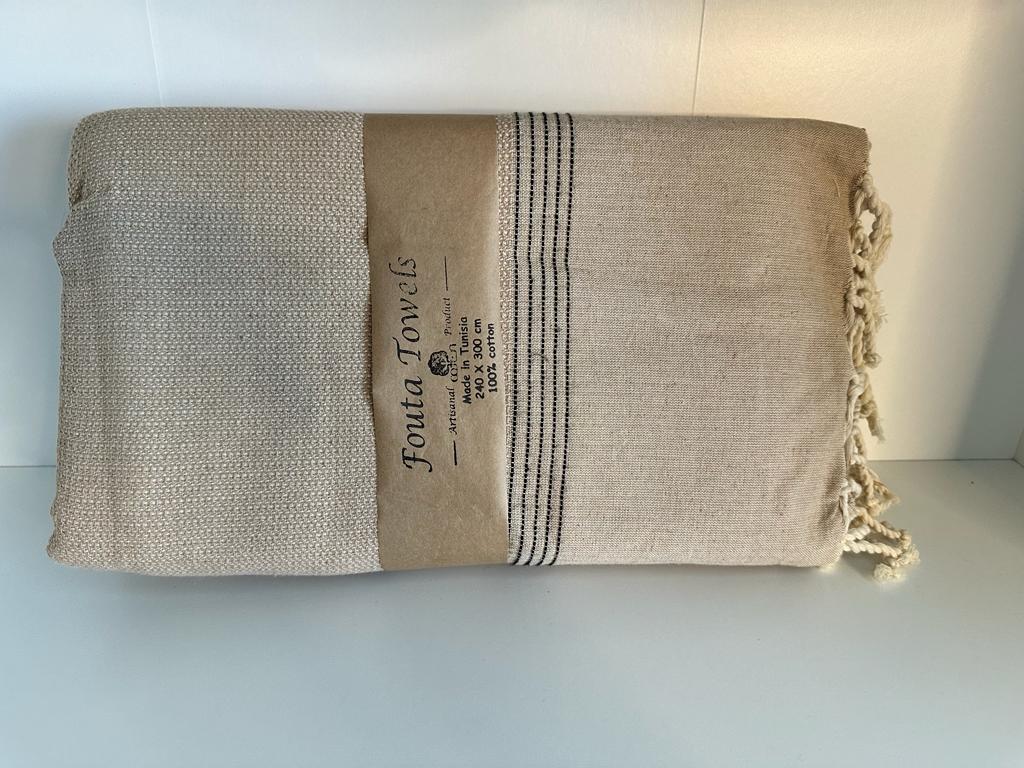 Fouta Towels
Artisanal Product
Made in Tunisia
240 X 300 cm
100% cotton